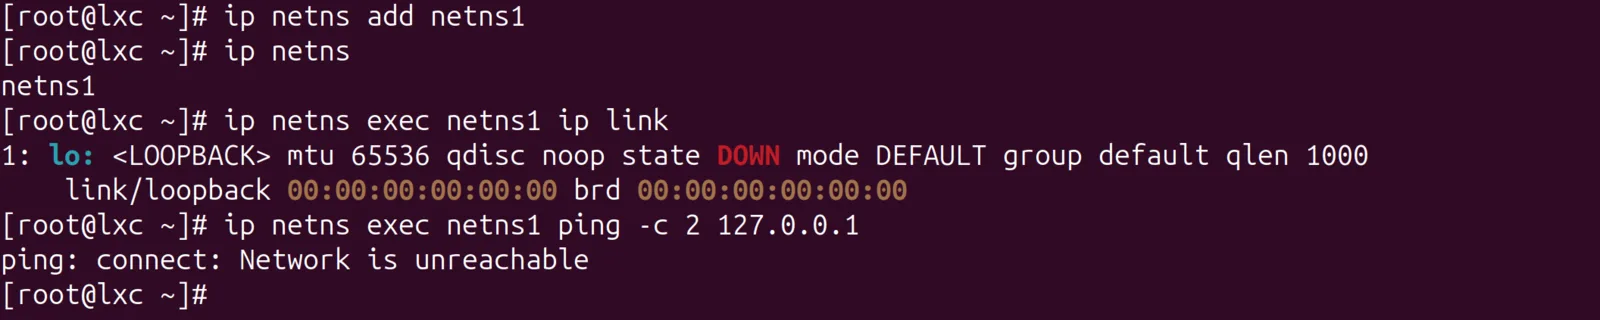 [root@lxc ~]# ip netns add netns1
[root@lxc ~]# ip netns
netns1
[root@lxc ~]# ip netns exec netns1 ip link
1: lo: <LOOPBACK> mtu 65536 qdisc noop state DOWN mode DEFAULT group default qlen 1000
    link/loopback 00:00:00:00:00:00 brd 00:00:00:00:00:00
[root@lxc ~]# ip netns exec netns1 ping -c 2 127.0.0.1
ping: connect: Network is unreachable
[root@lxc ~]#